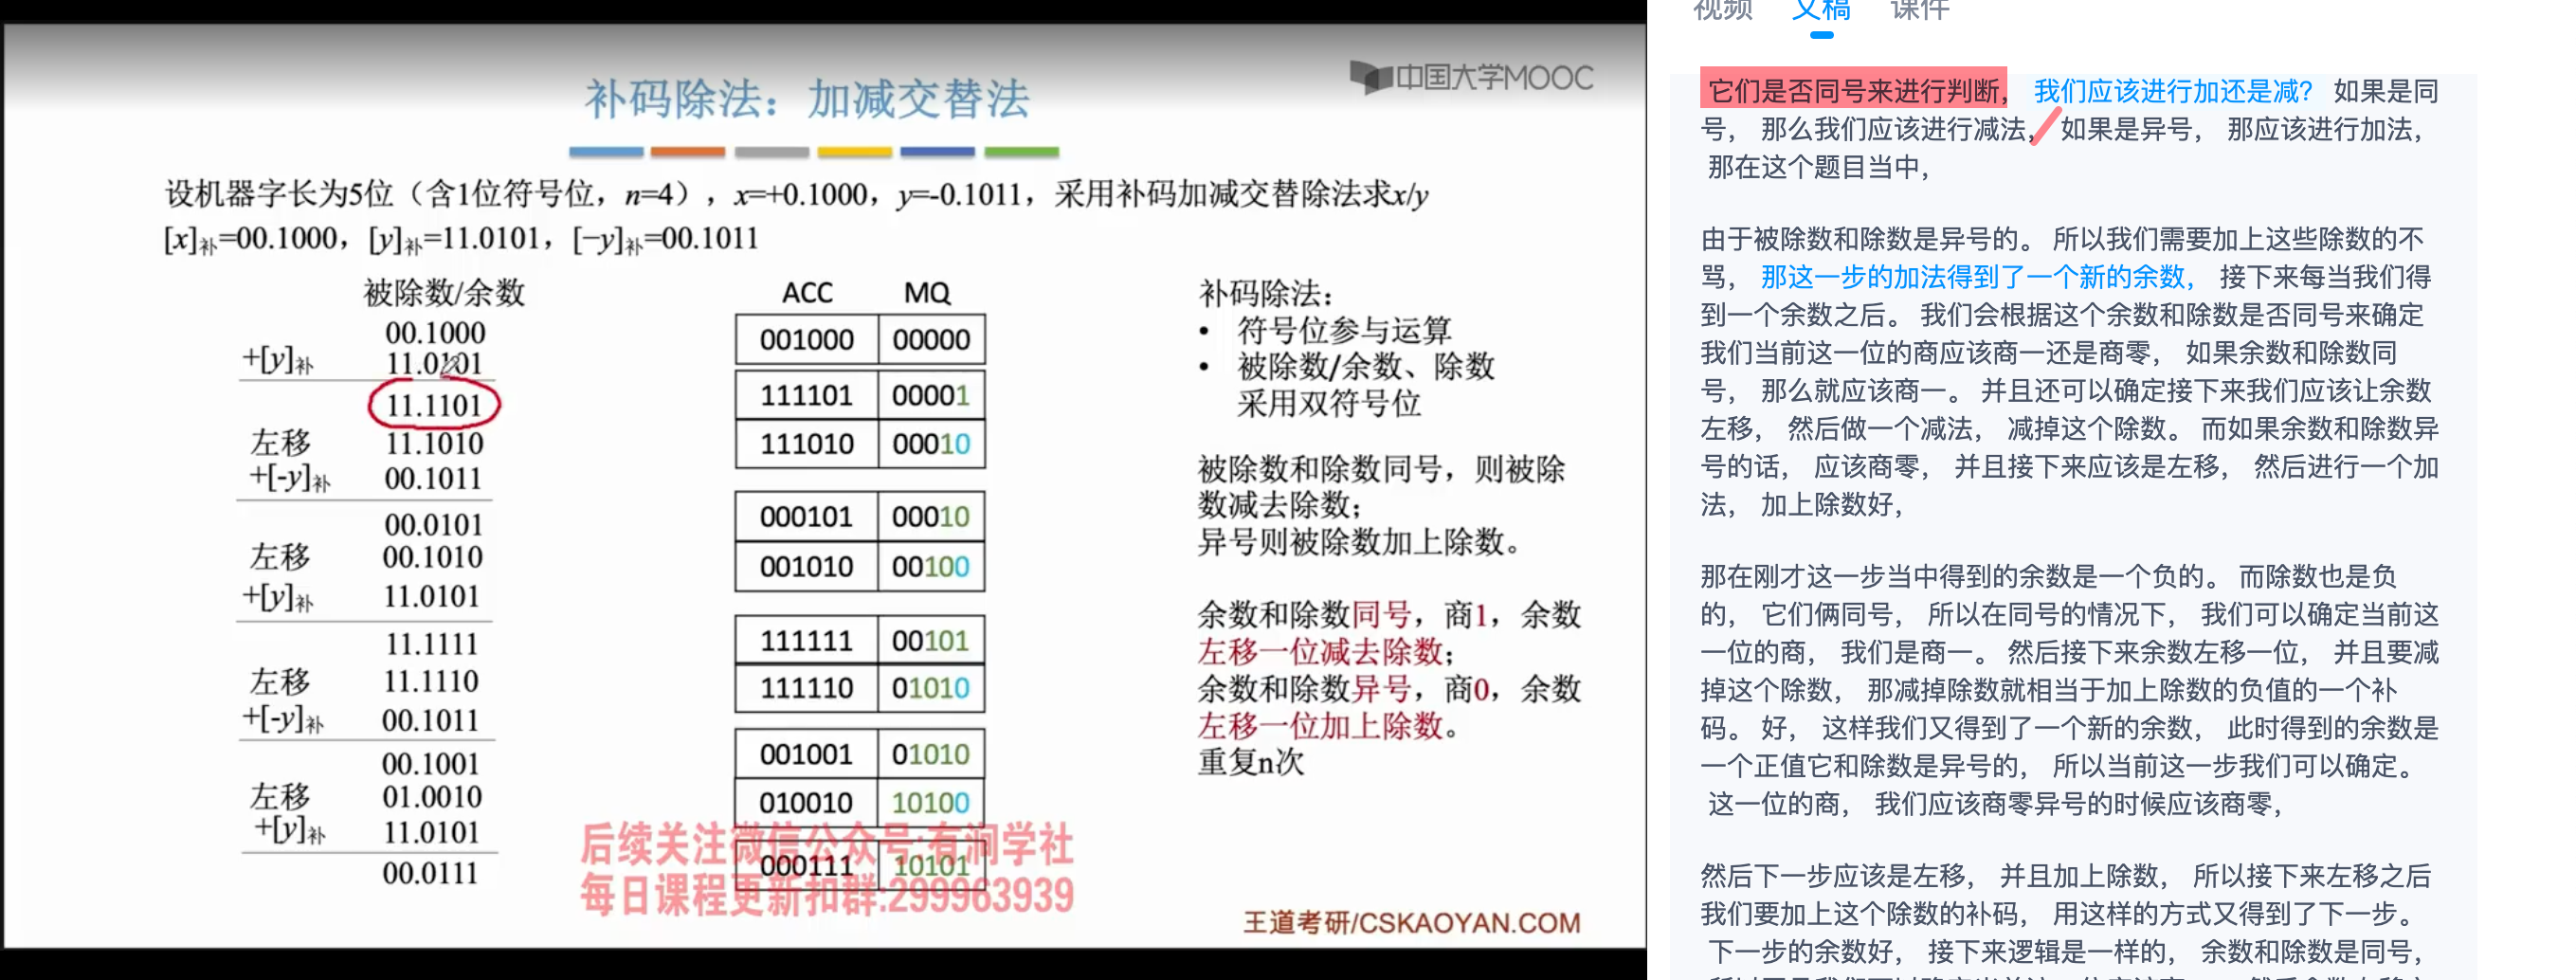 中国大学MOOC
补码除法：加减交替法
设机器字长为5位（含1位符号位，n=4），x=+0.1000，y=-0.1011，采用补码加减交替除法求x/y
[x]补=00.1000，[y]补=11.0101，[−y]补=00.1011
被除数/余数
00.1000
+[y]补 11.0101
11.1101
左移 11.1010
+[-y]补 00.1011
00.0101
左移 00.1010
+[y]补 11.0101
11.1111
左移 11.1110
+[-y]补 00.1011
00.1001
左移 01.0010
+[y]补 11.0101
00.0111
ACC MQ
001000 00000
111101 00001
111010 00010
000101 00010
001010 00100
111111 00101
111110 01010
001001 01010
010010 10100
000111 10101
补码除法：
• 符号位参与运算
• 被除数/余数、除数
采用双符号位
被除数和除数同号，则被除
数减去除数；
异号则被除数加上除数。
余数和除数同号，商1，余数
左移一位减去除数；
余数和除数异号，商0，余数
左移一位加上除数。
重复n次
后续关注微信公众号:有涧学社
每日课程更新扣群:299963939
王道考研/CSKAOYAN.COM
视频 文稿 课件
它们是否同号来进行判断， 我们应该进行加还是减? 如果是同
号， 那么我们应该进行减法， 如果是异号， 那应该进行加法，
那在这个题目当中，
由于被除数和除数是异号的。 所以我们需要加上这些除数的不
骂， 那这一步的加法得到了一个新的余数， 接下来每当我们得
到一个余数之后。 我们会根据这个余数和除数是否同号来确定
我们当前这一位的商应该商一还是商零， 如果余数和除数同
号， 那么就应该商一。 并且还可以确定接下来我们应该让余数
左移， 然后做一个减法， 减掉这个除数。 而如果余数和除数异
号的话， 应该商零， 并且接下来应该是左移， 然后进行一个加
法， 加上除数好，
那在刚才这一步当中得到的余数是一个负的。 而除数也是负
的， 它们俩同号， 所以在同号的情况下， 我们可以确定当前这
一位的商， 我们是商一。 然后接下来余数左移一位， 并且要减
掉这个除数， 那减掉除数就相当于加上除数的负值的一个补
码。 好， 这样我们又得到了一个新的余数， 此时得到的余数是
一个正值它和除数是异号的， 所以当前这一步我们可以确定。
这一位的商， 我们应该商零异号的时候应该商零，
然后下一步应该是左移， 并且加上除数， 所以接下来左移之后
我们要加上这个除数的补码， 用这样的方式又得到了下一步。
下一步的余数好， 接下来逻辑是一样的， 余数和除数是同号，